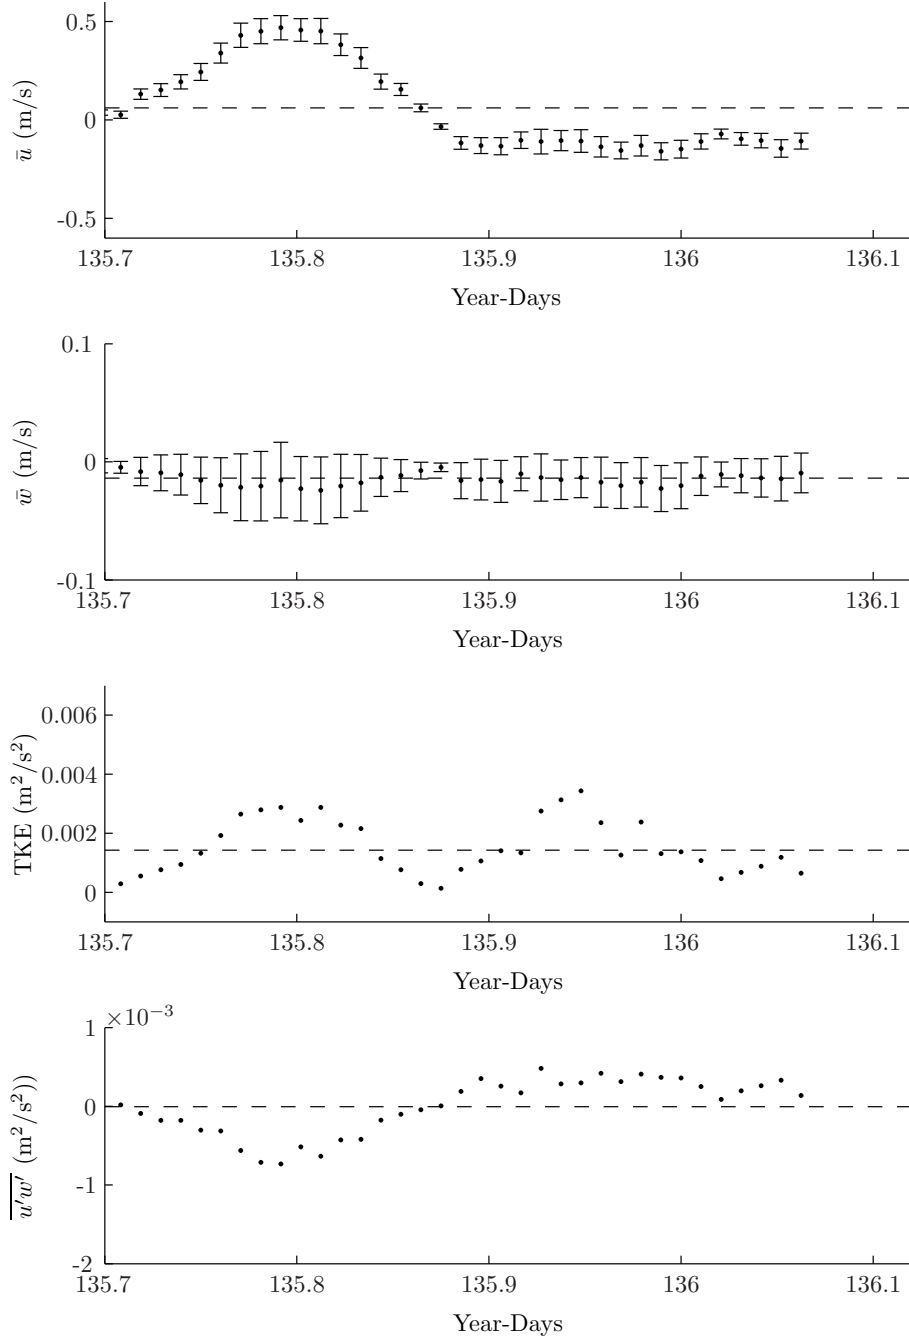 0.5
0
-0.5
ū (m/s)
135.7 135.8 135.9 136 136.1
Year-Days
0.1
0
-0.1
w̄ (m/s)
135.7 135.8 135.9 136 136.1
Year-Days
0.006
0.004
0.002
0
TKE (m²/s²)
135.7 135.8 135.9 136 136.1
Year-Days
×10⁻³
1
0
-1
-2
u′w′ (m²/s²))
135.7 135.8 135.9 136 136.1
Year-Days